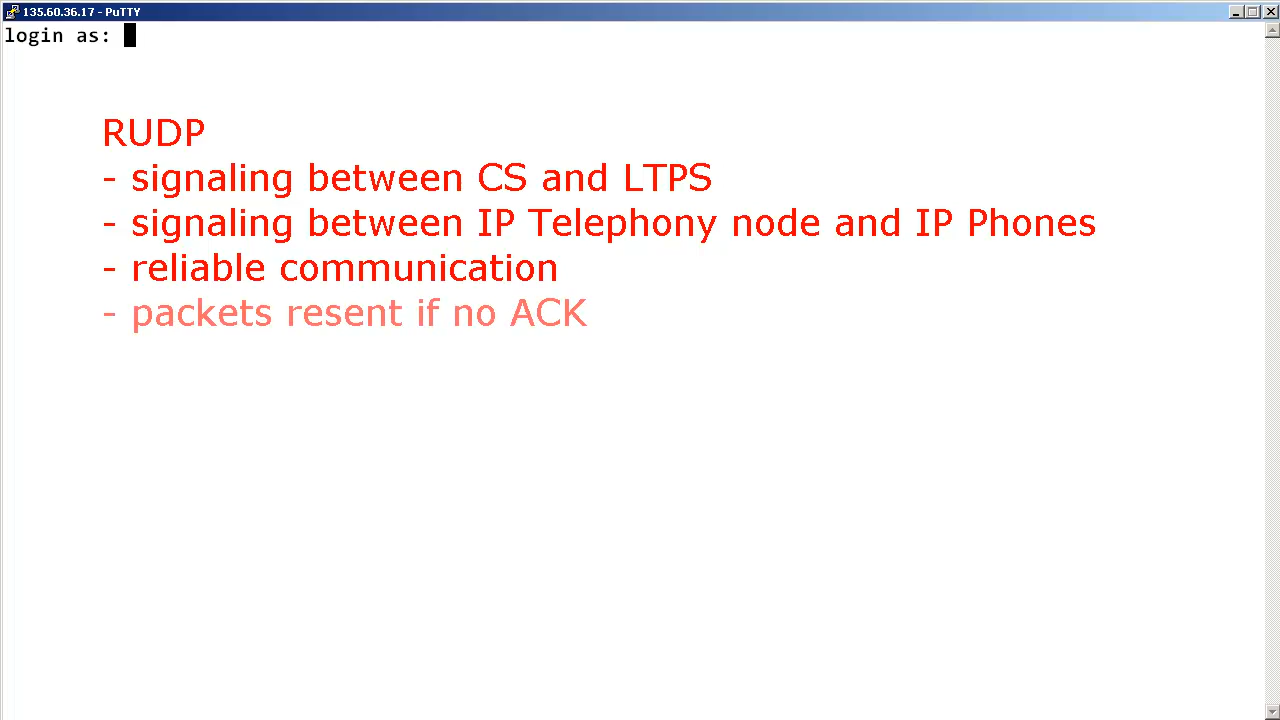 135.60.36.17 - PuTTY
login as:
RUDP
- signaling between CS and LTPS
- signaling between IP Telephony node and IP Phones
- reliable communication
- packets resent if no ACK